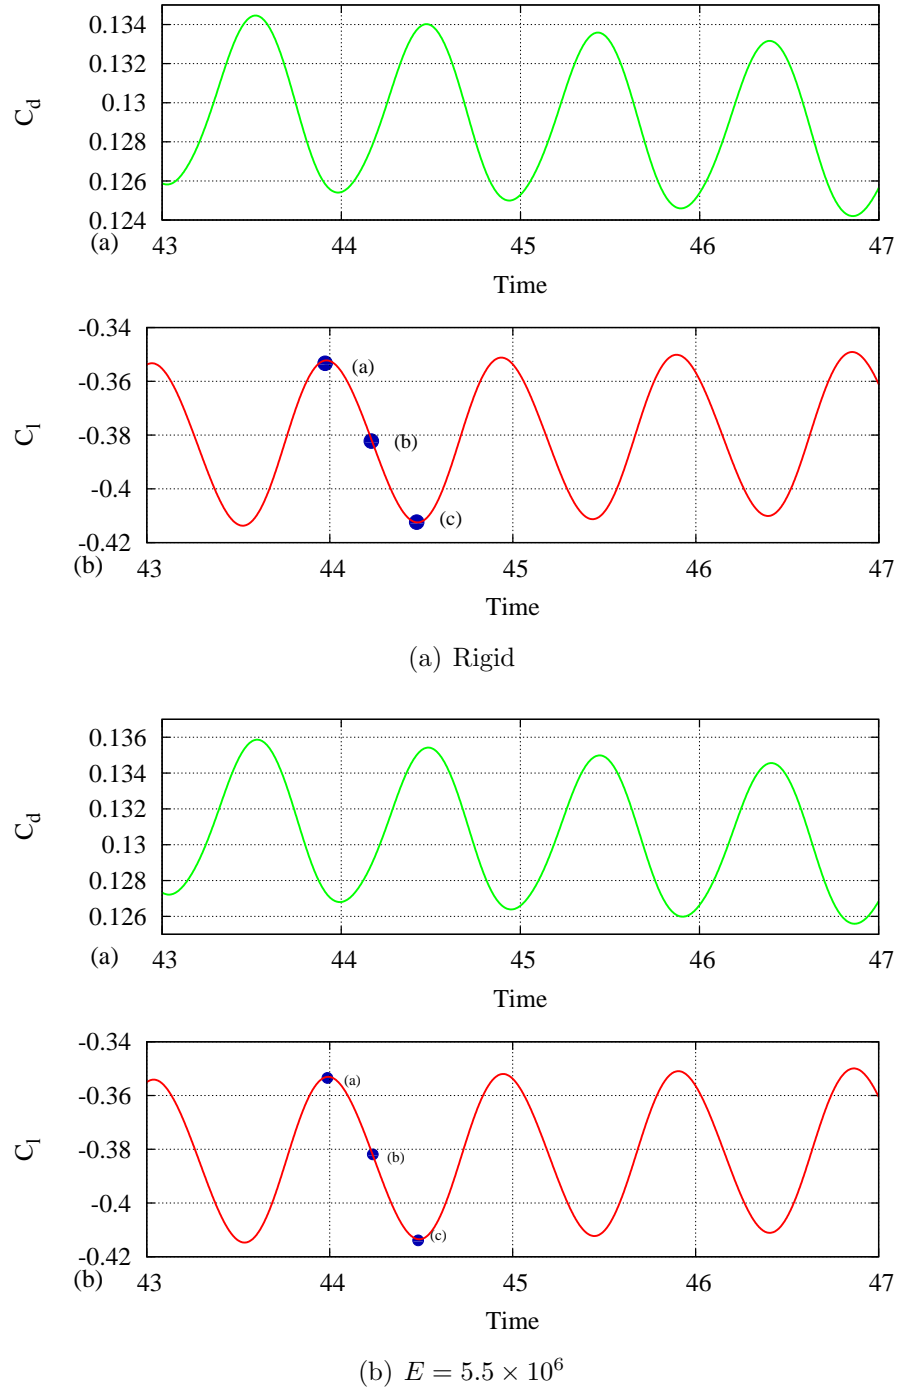 0.134
0.132
0.13
0.128
0.126
0.124
C_d
(a)
43 44 45 46 47
Time
-0.34
-0.36
-0.38
-0.4
-0.42
C_l
(a)
(b)
(c)
(b)
43 44 45 46 47
Time
(a) Rigid
0.136
0.134
0.132
0.13
0.128
0.126
C_d
(a)
43 44 45 46 47
Time
-0.34
-0.36
-0.38
-0.4
-0.42
C_l
(a)
(b)
(c)
(b)
43 44 45 46 47
Time
(b) E = 5.5 × 10⁶